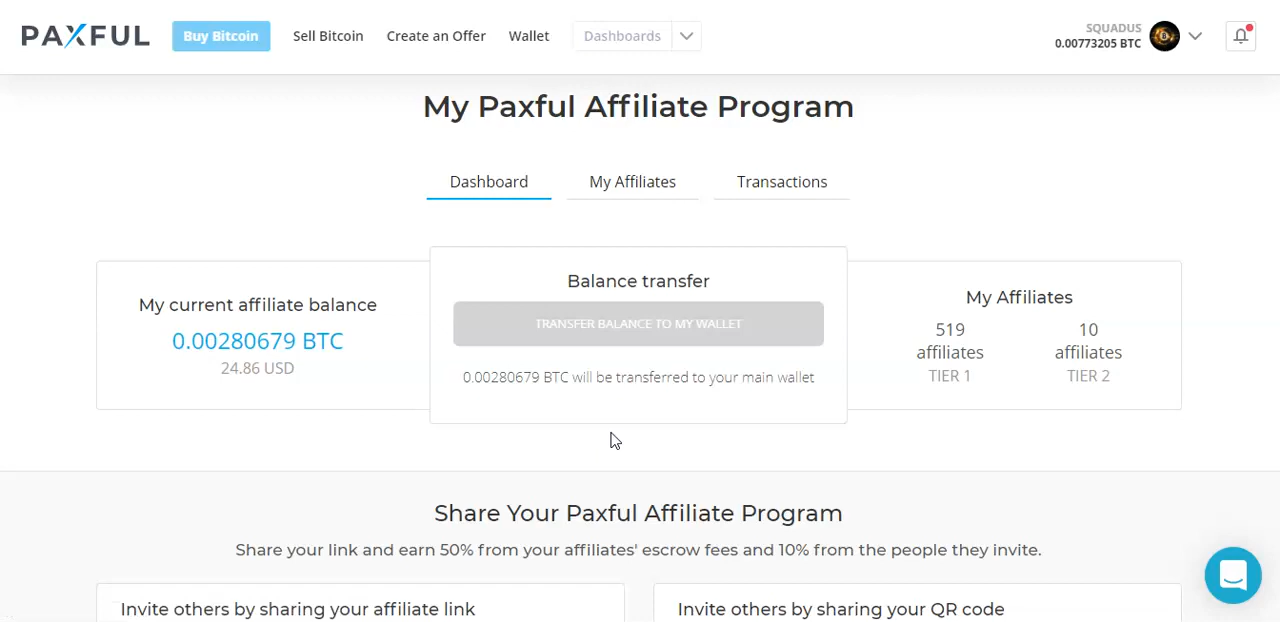 PAXFUL
Buy Bitcoin
Sell Bitcoin
Create an Offer
Wallet
Dashboards
SQUADUS
0.00773205 BTC
My Paxful Affiliate Program
Dashboard
My Affiliates
Transactions
My current affiliate balance
0.00280679 BTC
24.86 USD
Balance transfer
TRANSFER BALANCE TO MY WALLET
0.00280679 BTC will be transferred to your main wallet
My Affiliates
519
affiliates
TIER 1
10
affiliates
TIER 2
Share Your Paxful Affiliate Program
Share your link and earn 50% from your affiliates' escrow fees and 10% from the people they invite.
Invite others by sharing your affiliate link
Invite others by sharing your QR code